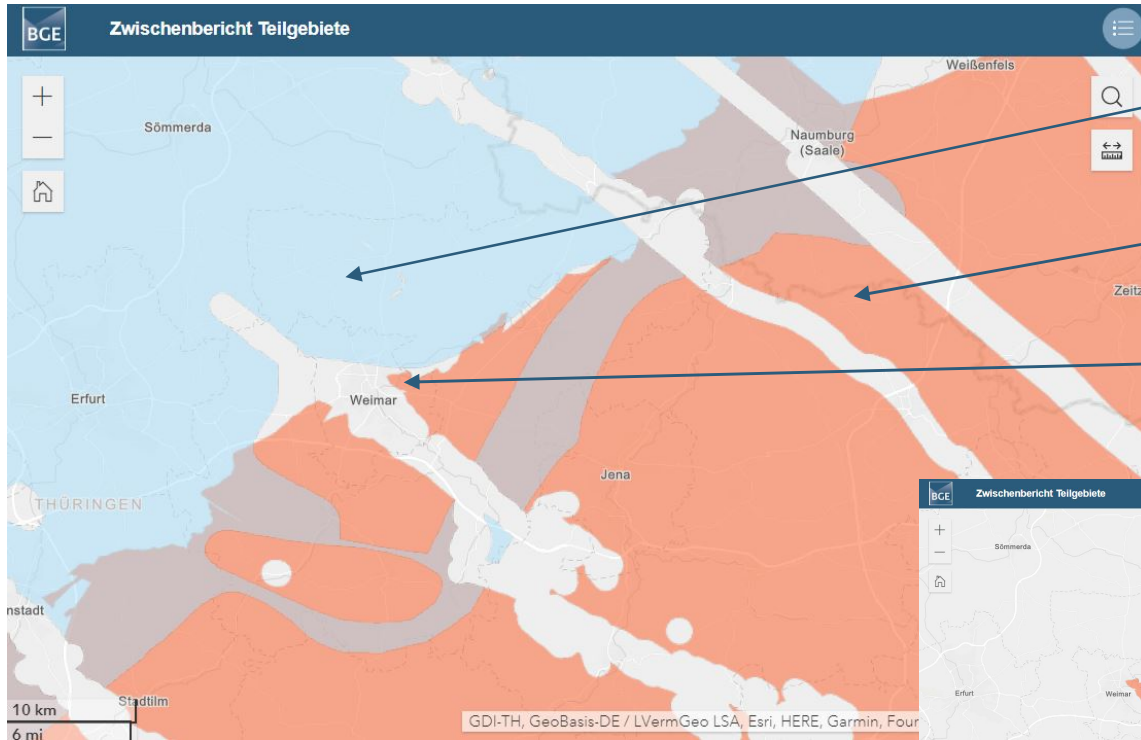 BGE
Zwischenbericht Teilgebiete
Weißenfels
Sömmerda
Naumburg
(Saale)
Zeitz
Erfurt
Weimar
Jena
THÜRINGEN
nstadt
Stadtilm
10 km
6 mi
GDI-TH, GeoBasis-DE / LVermGeo LSA, Esri, HERE, Garmin, Four
BGE
Zwischenbericht Teilgebiete
Sömmerda
Erfurt
Weimar